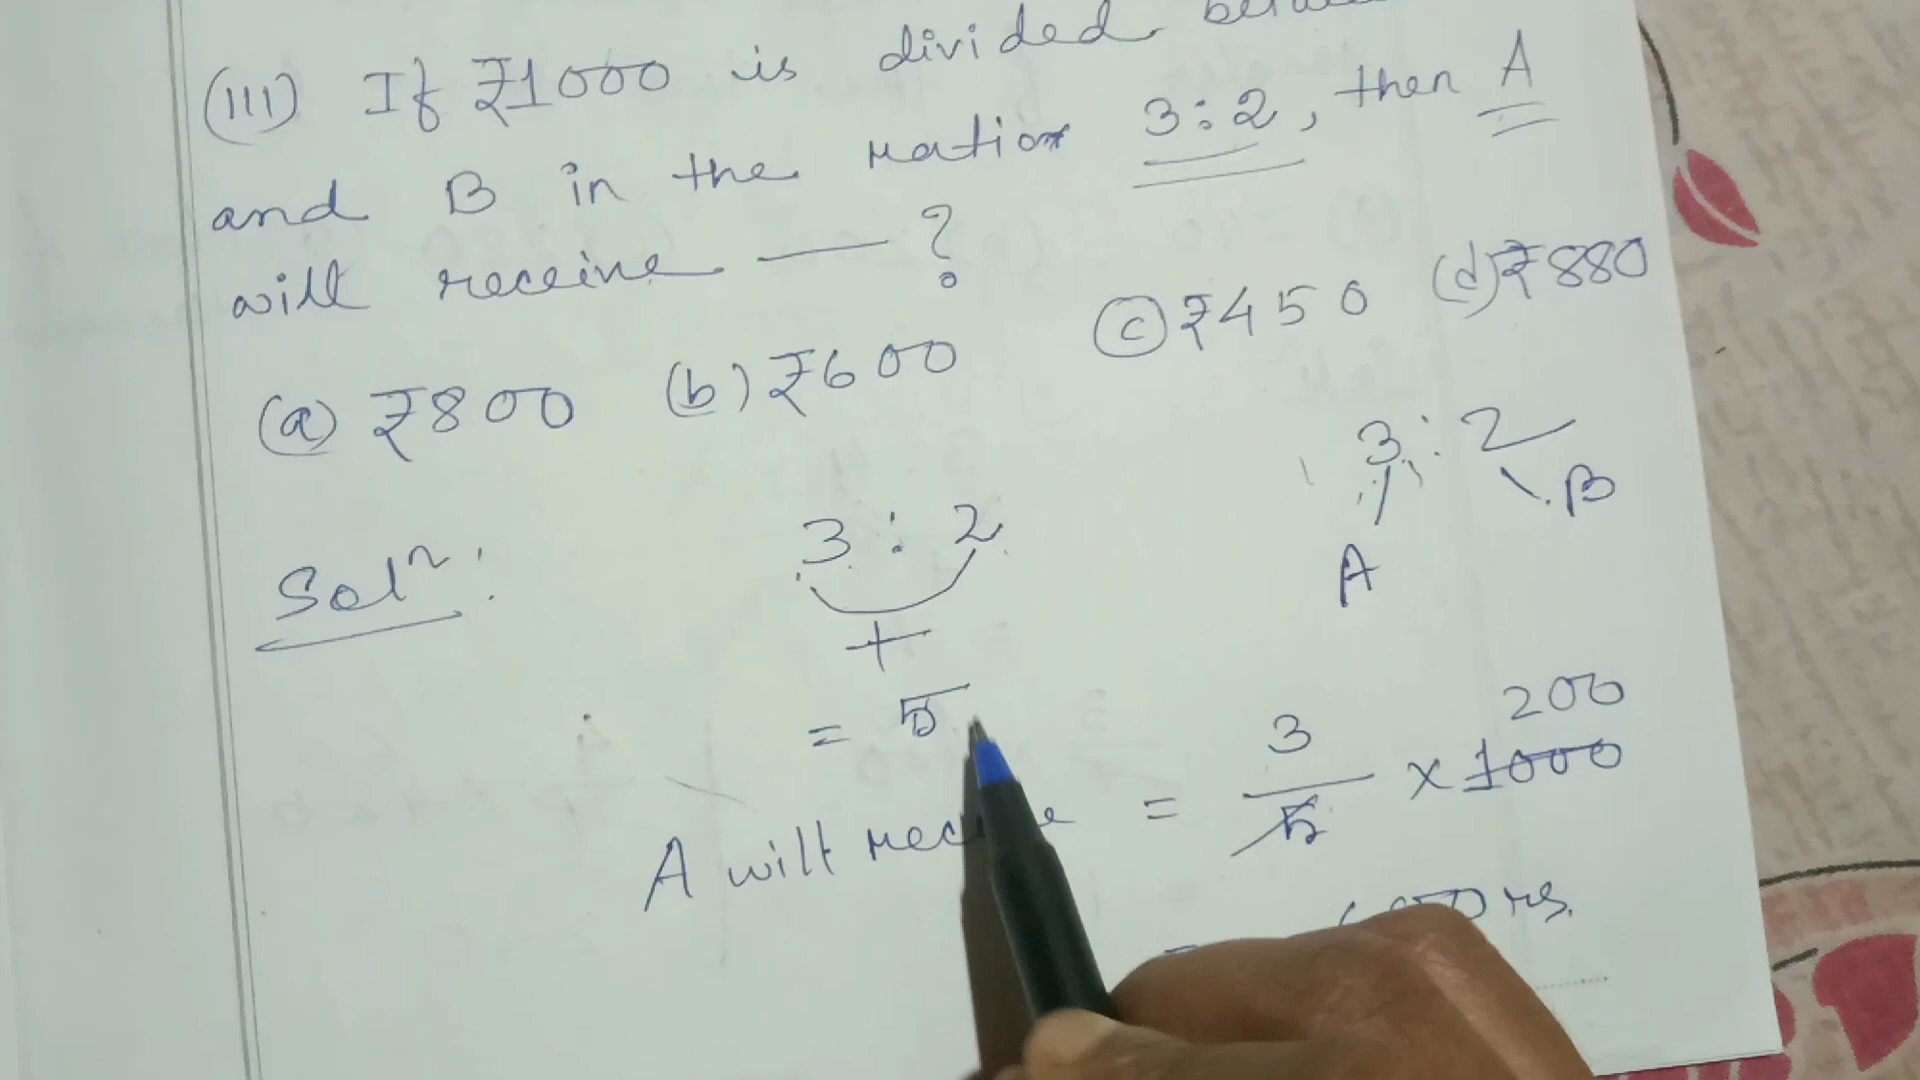 (III) If ₹1000 is divided
and B in the ratio 3:2, then A
will receive — ?
(a) ₹800 (b) ₹600 (c) ₹450 (d) ₹880
3 : 2
A B
Solⁿ: 3 : 2
+
= 5
A will = 3/5 × 1000 200
= rs.